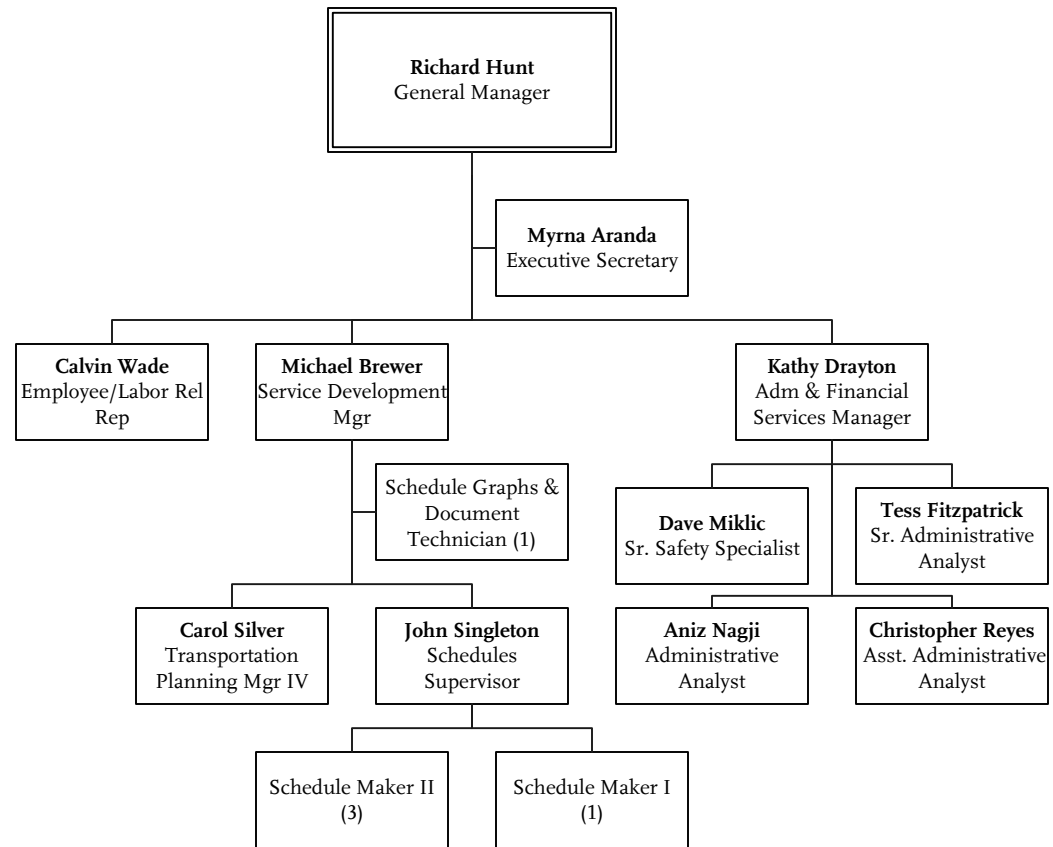 Richard Hunt
General Manager
Myrna Aranda
Executive Secretary
Calvin Wade
Employee/Labor Rel
Rep
Michael Brewer
Service Development
Mgr
Kathy Drayton
Adm & Financial
Services Manager
Schedule Graphs &
Document
Technician (1)
Dave Miklic
Sr. Safety Specialist
Tess Fitzpatrick
Sr. Administrative
Analyst
Carol Silver
Transportation
Planning Mgr IV
John Singleton
Schedules
Supervisor
Aniz Nagji
Administrative
Analyst
Christopher Reyes
Asst. Administrative
Analyst
Schedule Maker II
(3)
Schedule Maker I
(1)